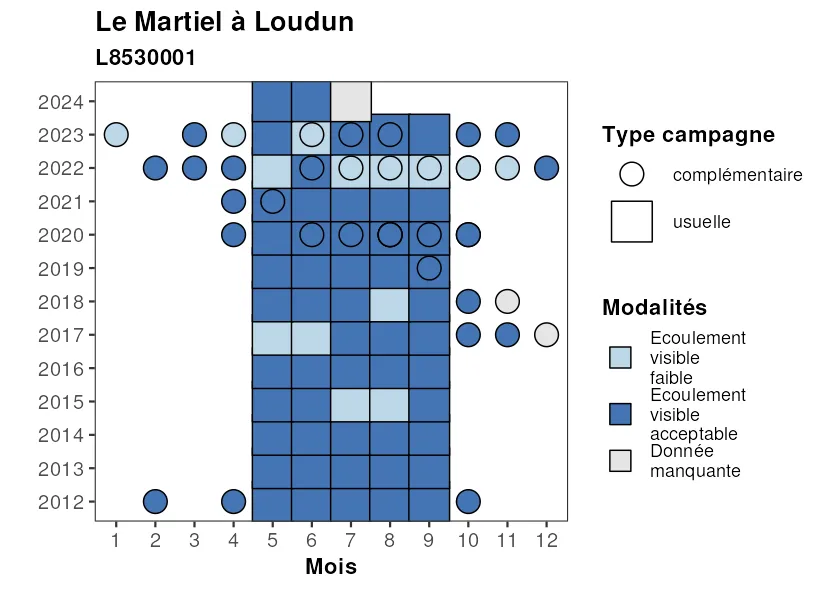 Le Martiel à Loudun
L8530001
2024
2023
2022
2021
2020
2019
2018
2017
2016
2015
2014
2013
2012
1 2 3 4 5 6 7 8 9 10 11 12
Mois
Type campagne
complémentaire
usuelle
Modalités
Ecoulement
visible
faible
Ecoulement
visible
acceptable
Donnée
manquante